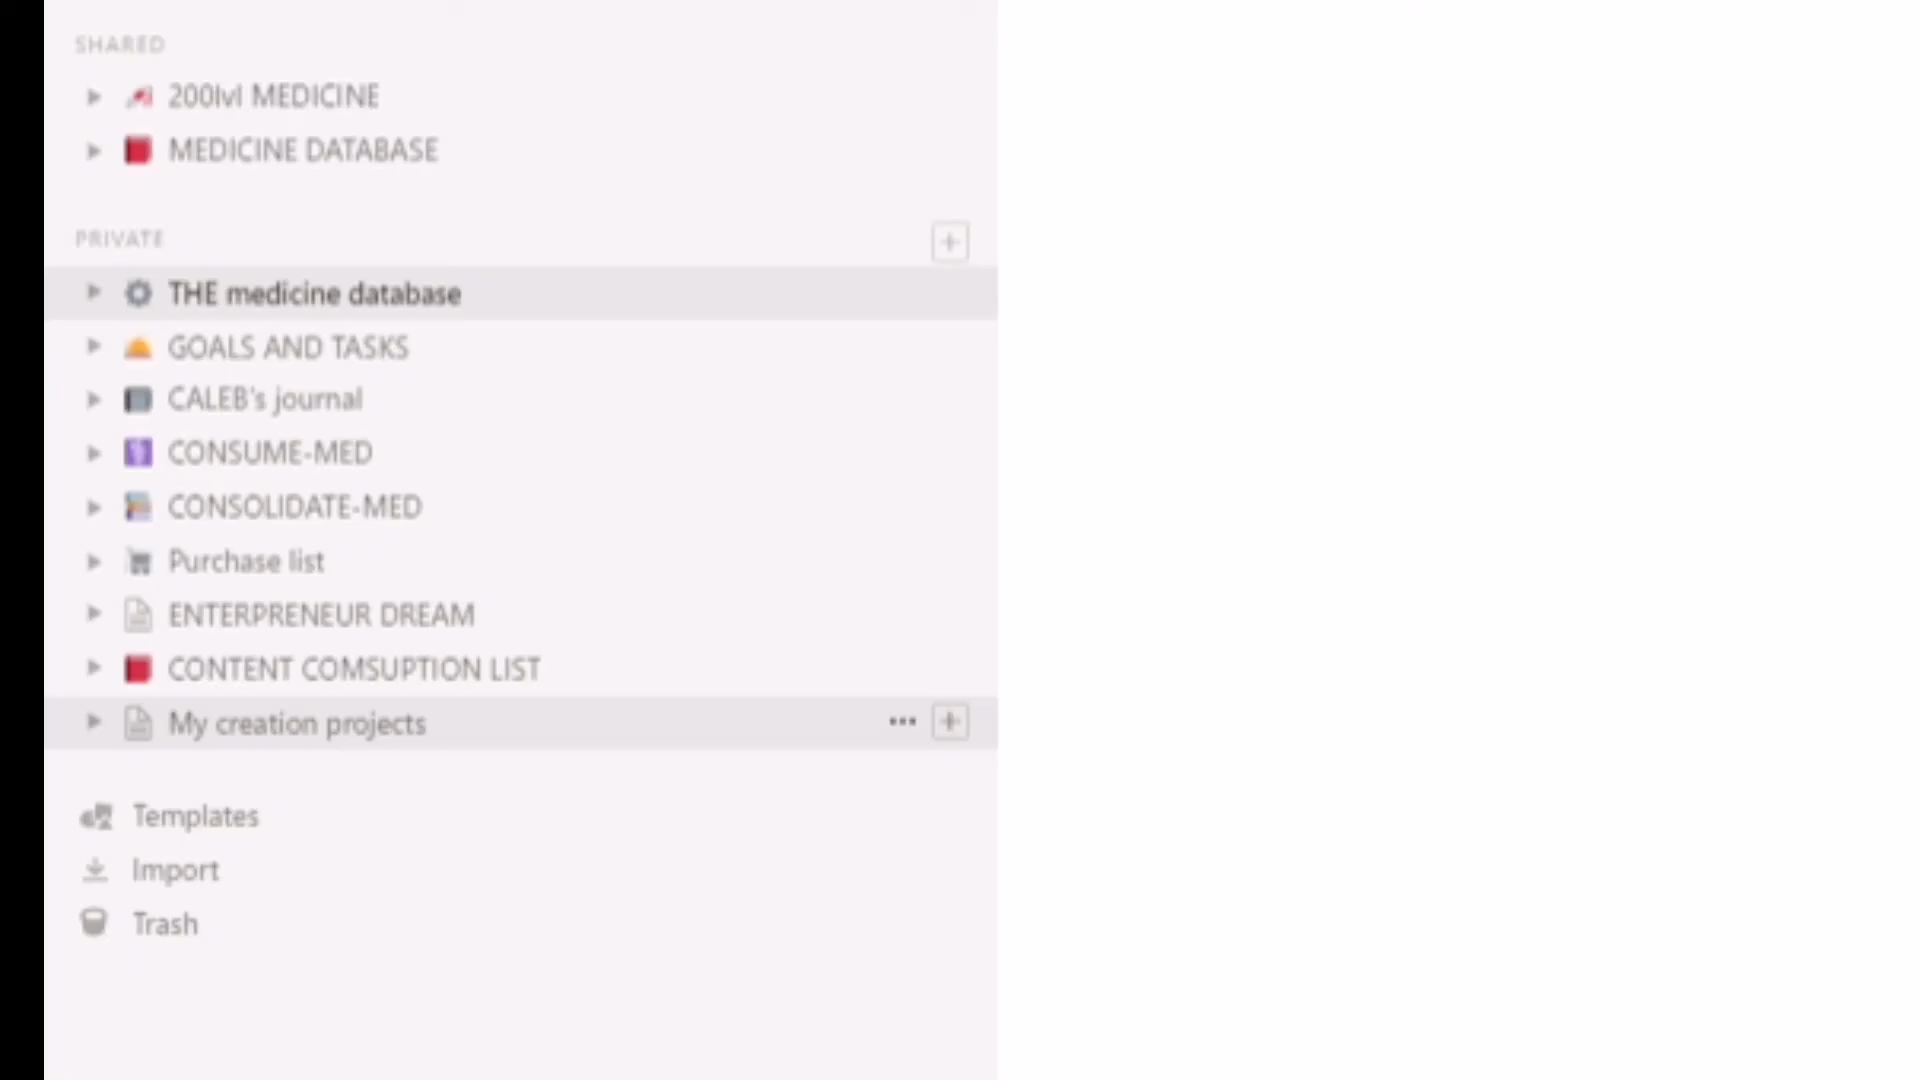 SHARED
200lvl MEDICINE
MEDICINE DATABASE
PRIVATE
THE medicine database
GOALS AND TASKS
CALEB's journal
CONSUME-MED
CONSOLIDATE-MED
Purchase list
ENTERPRENEUR DREAM
CONTENT COMSUPTION LIST
My creation projects
Templates
Import
Trash